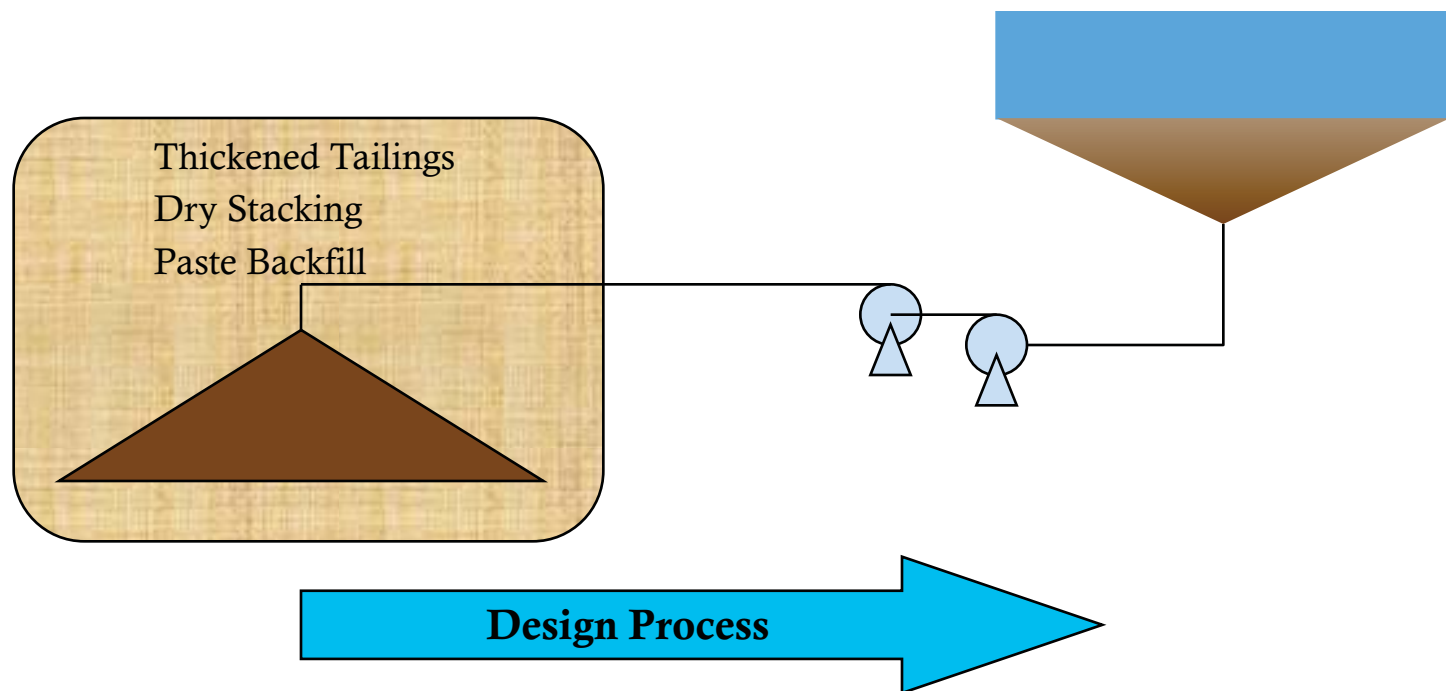 Thickened Tailings
Dry Stacking
Paste Backfill
Design Process